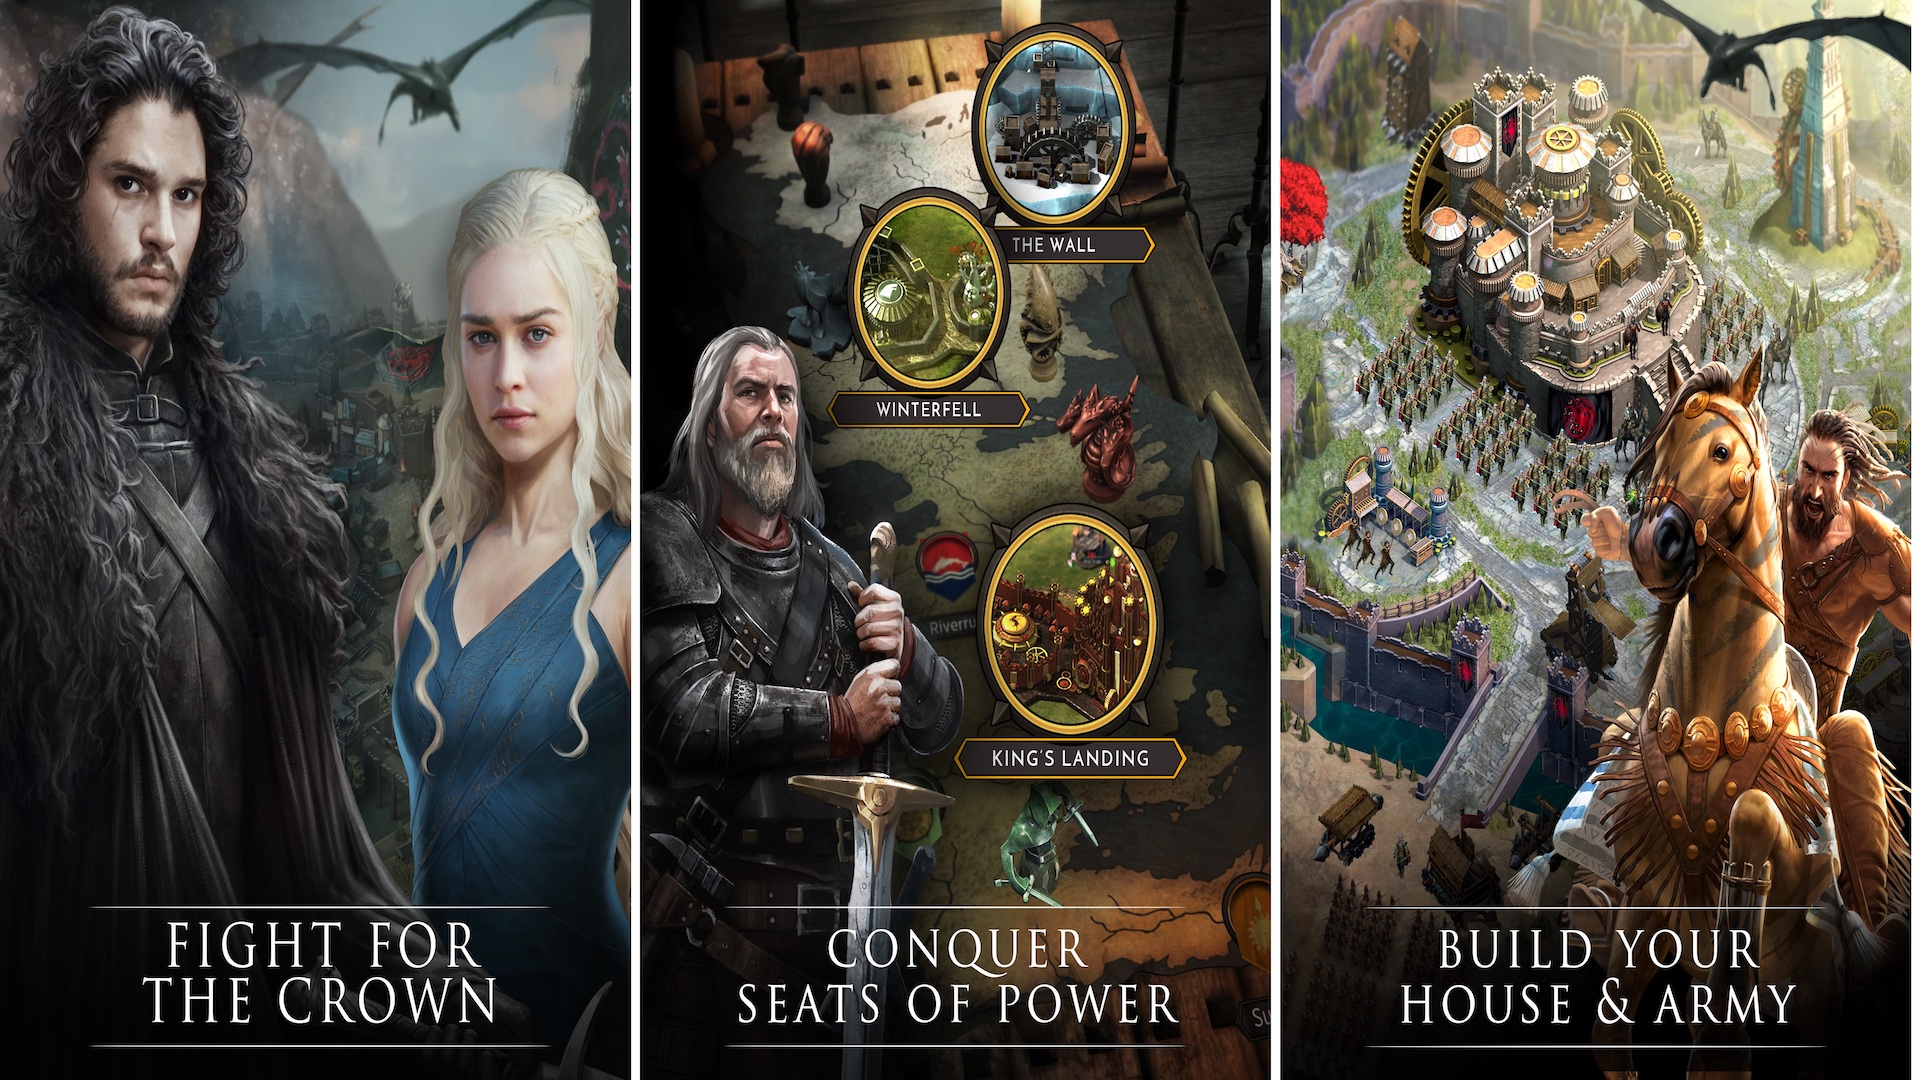 FIGHT FOR
THE CROWN
THE WALL
WINTERFELL
KING'S LANDING
CONQUER
SEATS OF POWER
BUILD YOUR
HOUSE & ARMY